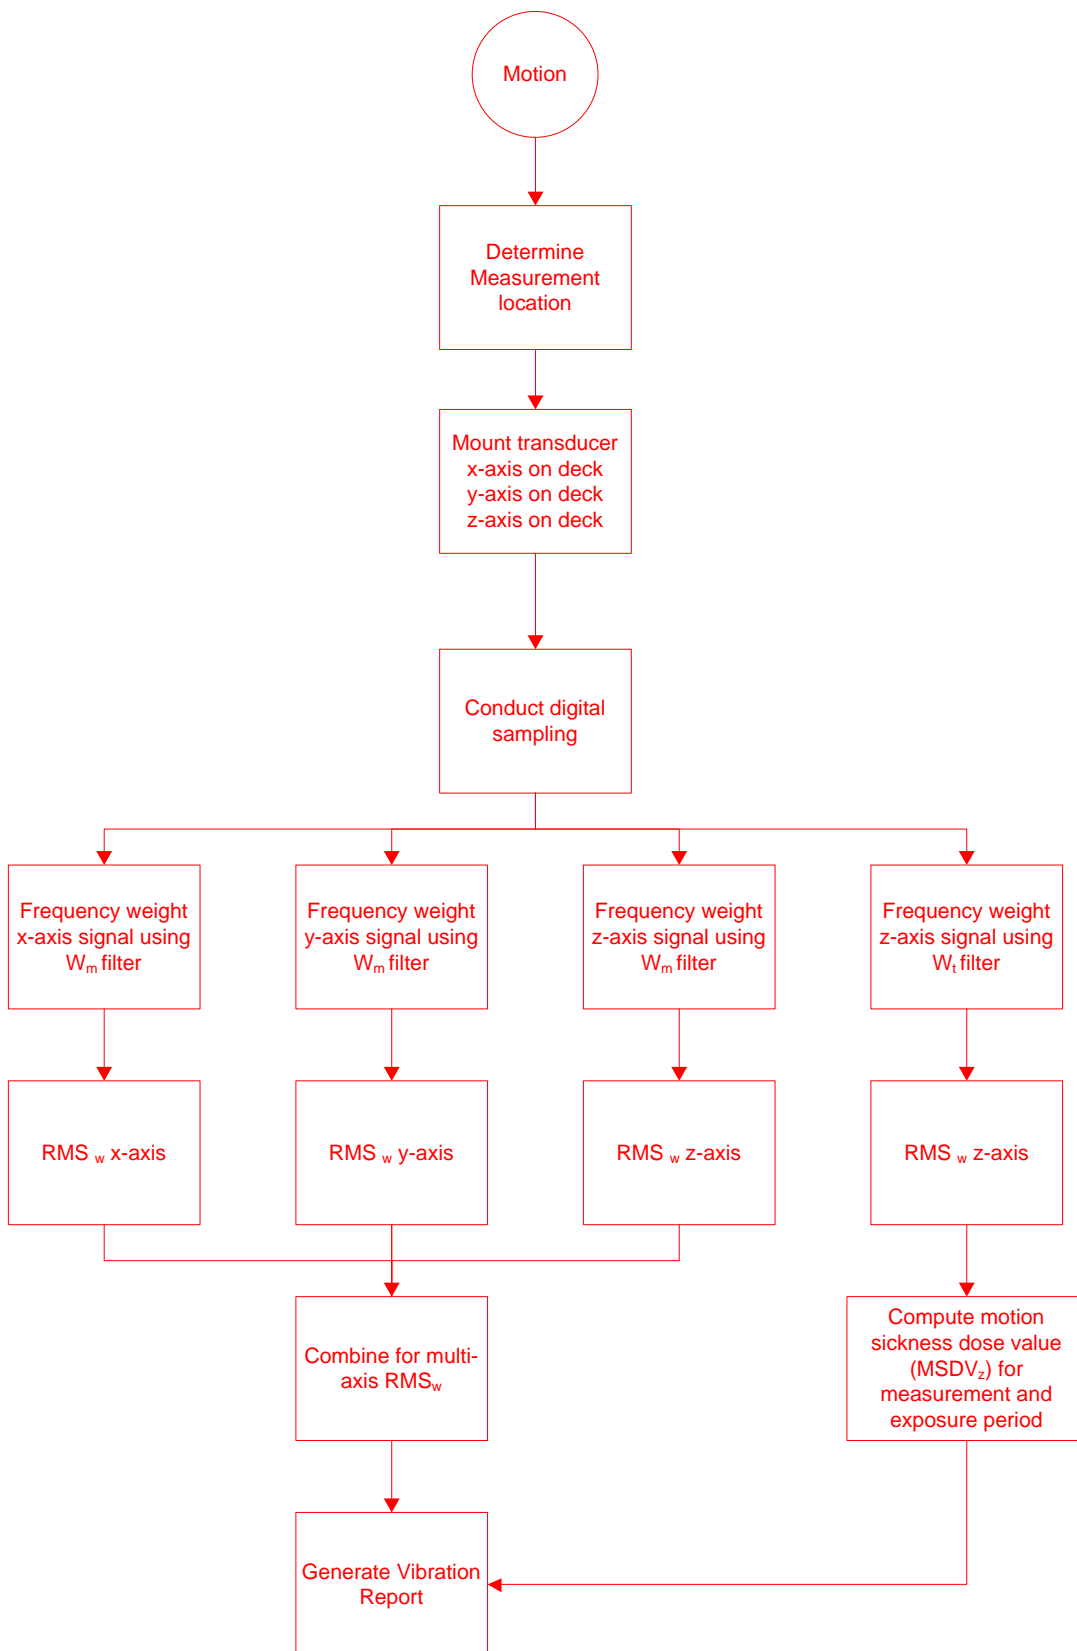 Motion
Determine
Measurement
location
Mount transducer
x-axis on deck
y-axis on deck
z-axis on deck
Conduct digital
sampling
Frequency weight
x-axis signal using
Wm filter
Frequency weight
y-axis signal using
Wm filter
Frequency weight
z-axis signal using
Wm filter
Frequency weight
z-axis signal using
Wt filter
RMS w x-axis
RMS w y-axis
RMS w z-axis
RMS w z-axis
Combine for multi-
axis RMSw
Compute motion
sickness dose value
(MSDVz) for
measurement and
exposure period
Generate Vibration
Report